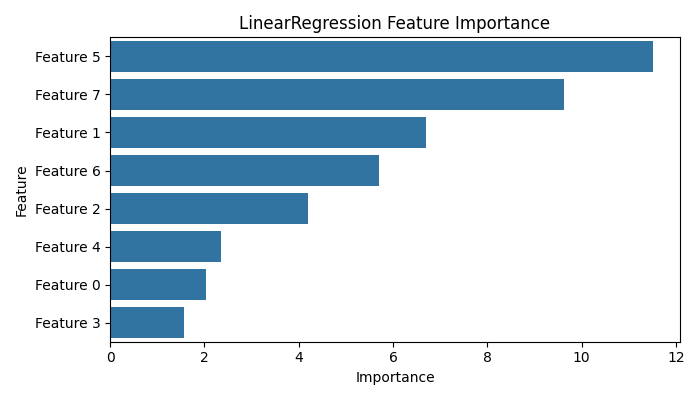 LinearRegression Feature Importance
Feature 5
Feature 7
Feature 1
Feature 6
Feature 2
Feature 4
Feature 0
Feature 3
Feature
0 2 4 6 8 10 12
Importance